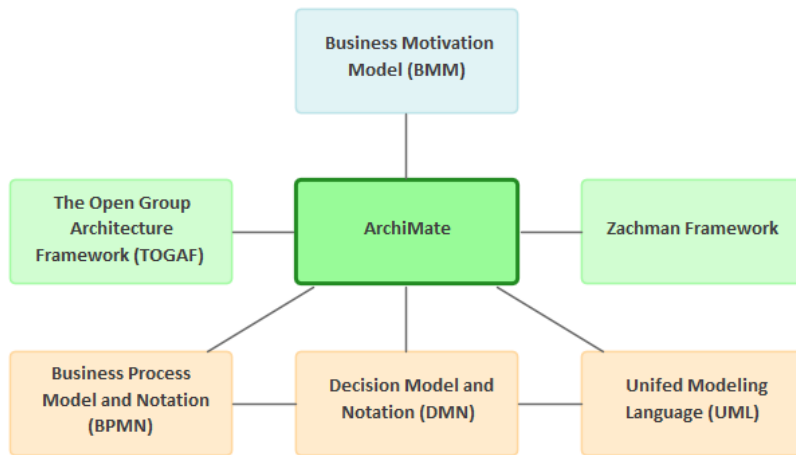 Business Motivation
Model (BMM)
The Open Group
Architecture
Framework (TOGAF)
ArchiMate
Zachman Framework
Business Process
Model and Notation
(BPMN)
Decision Model and
Notation (DMN)
Unifed Modeling
Language (UML)